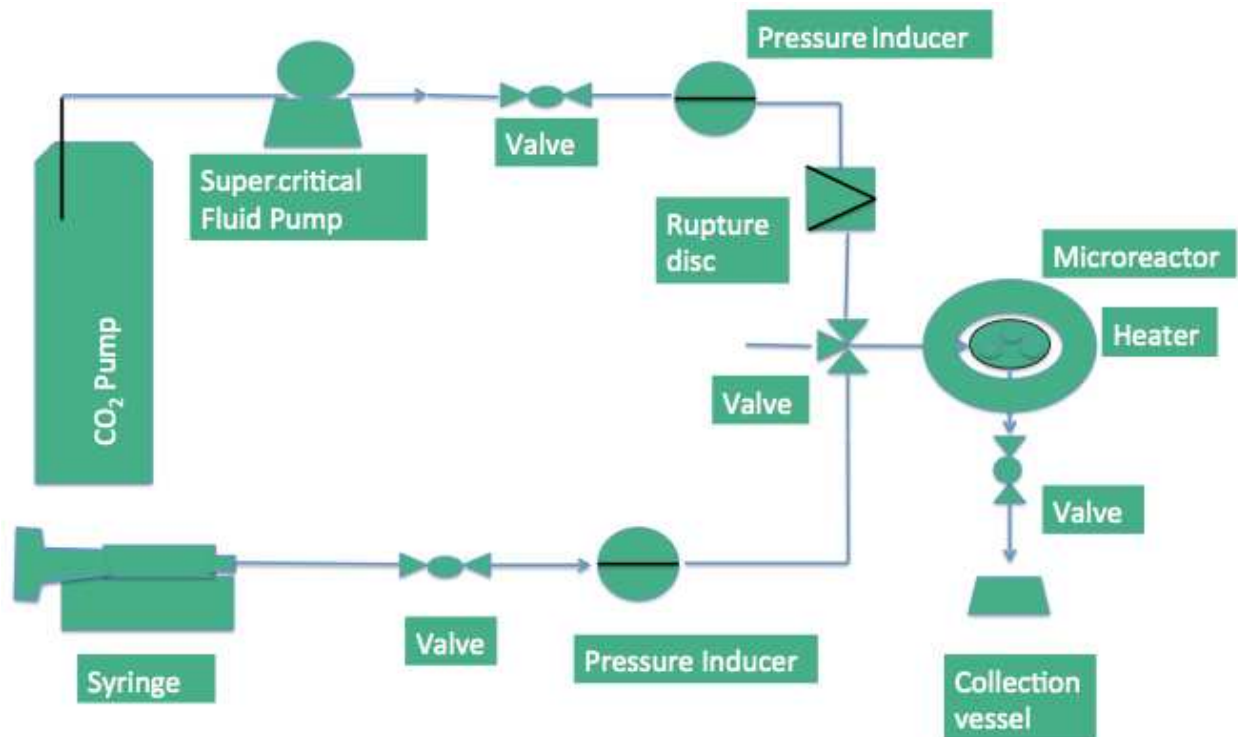 Pressure Inducer
Valve
Super.critical
Fluid Pump
Rupture
disc
Microreactor
Heater
CO₂ Pump
Valve
Valve
Valve
Pressure Inducer
Syringe
Collection
vessel